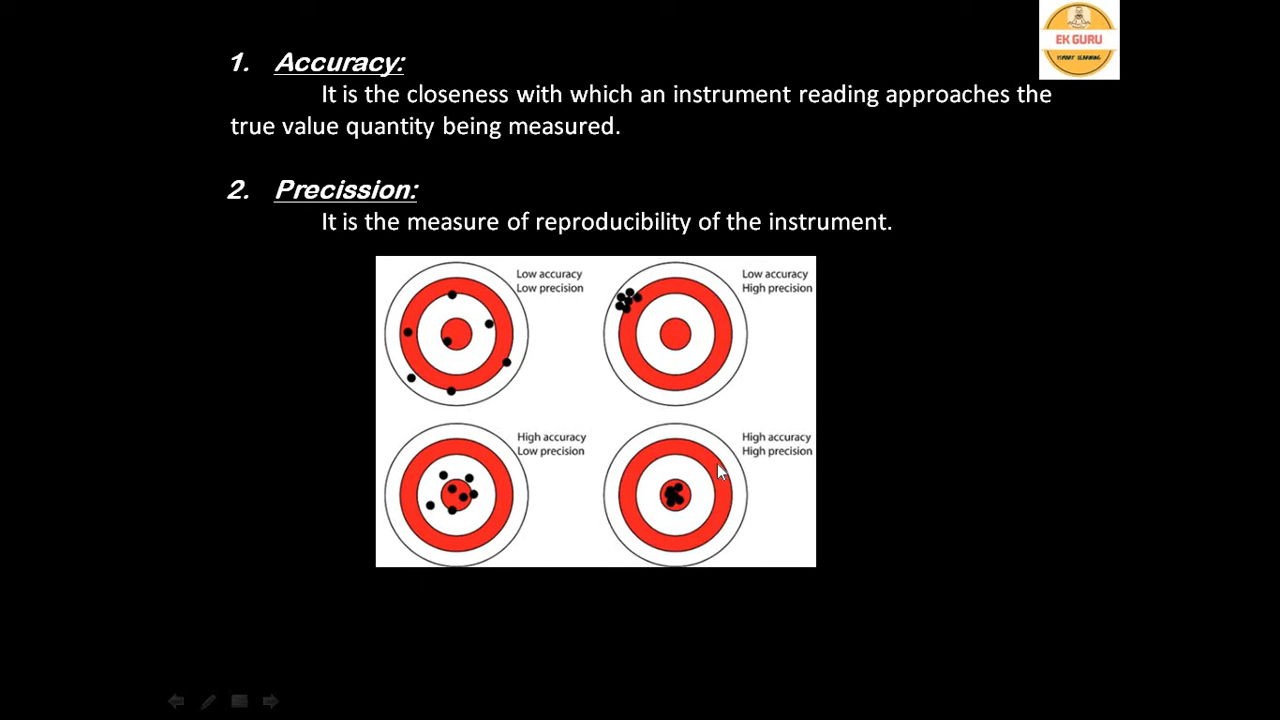 EK GURU
SMART LEARNING
1. Accuracy:
It is the closeness with which an instrument reading approaches the
true value quantity being measured.
2. Precission:
It is the measure of reproducibility of the instrument.
Low accuracy
Low precision
Low accuracy
High precision
High accuracy
Low precision
High accuracy
High precision